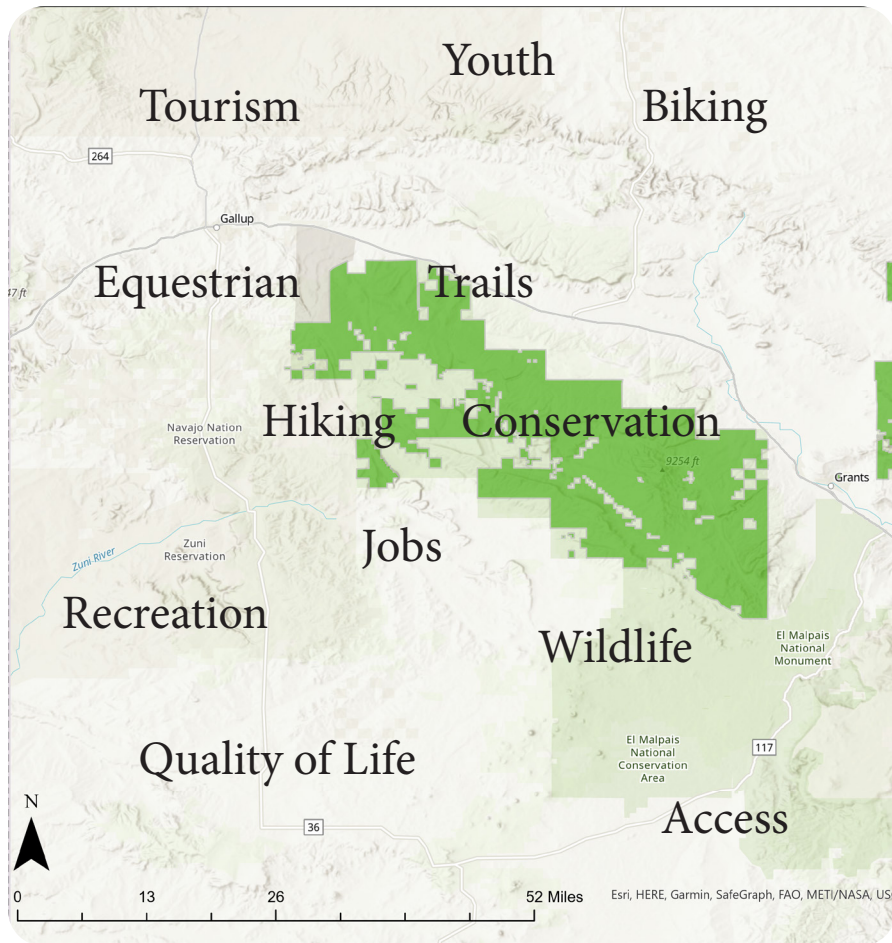 Youth
Tourism
Biking
264
Gallup
Equestrian
Trails
47 ft
Hiking
Conservation
Navajo Nation
Reservation
9254 ft
Grants
Jobs
Zuni
Reservation
Zuni River
Recreation
Wildlife
El Malpais
National
Monument
Quality of Life
El Malpais
National
Conservation
Area
117
Access
N
36
0 13 26 52 Miles
Esri, HERE, Garmin, SafeGraph, FAO, METI/NASA, US